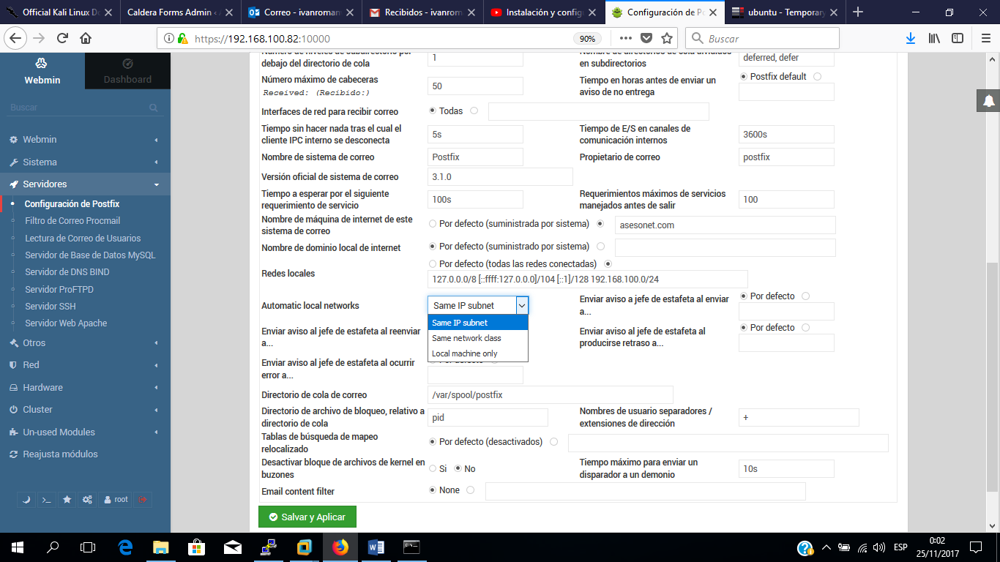 Official Kali Linux Do
Caldera Forms Admin ‹ A
Correo - ivanroman
Recibidos - ivanrom
Instalación y config
Configuración de Po
ubuntu - Temporary
https://192.168.100.82:10000
90%
Buscar
Webmin
Dashboard
Buscar
Webmin
Sistema
Servidores
Configuración de Postfix
Filtro de Correo Procmail
Lectura de Correo de Usuarios
Servidor de Base de Datos MySQL
Servidor de DNS BIND
Servidor ProFTPD
Servidor SSH
Servidor Web Apache
Otros
Red
Hardware
Cluster
Un-used Modules
Reajusta módulos
root
Número de niveles de subdirectorio por
debajo del directorio de cola
1
Nombre de directorios de cola divididos
en subdirectorios
deferred, defer
Número máximo de cabeceras
Received: (Recibido:)
50
Tiempo en horas antes de enviar un
aviso de no entrega
Postfix default
Interfaces de red para recibir correo
Todas
Tiempo sin hacer nada tras el cual el
cliente IPC interno se desconecta
5s
Tiempo de E/S en canales de
comunicación internos
3600s
Nombre de sistema de correo
Postfix
Propietario de correo
postfix
Versión oficial de sistema de correo
3.1.0
Tiempo a esperar por el siguiente
requerimiento de servicio
100s
Requerimientos máximos de servicios
manejados antes de salir
100
Nombre de máquina de internet de este
sistema de correo
Por defecto (suministrada por sistema)
asesonet.com
Nombre de dominio local de internet
Por defecto (suministrado por sistema)
Redes locales
Por defecto (todas las redes conectadas)
127.0.0.0/8 [::ffff:127.0.0.0]/104 [::1]/128 192.168.100.0/24
Automatic local networks
Same IP subnet
Same IP subnet
Same network class
Local machine only
Enviar aviso a jefe de estafeta al enviar
a...
Por defecto
Enviar aviso al jefe de estafeta al reenviar
a...
Enviar aviso al jefe de estafeta al
producirse retraso a...
Por defecto
Enviar aviso al jefe de estafeta al ocurrir
error a...
Por defecto
Directorio de cola de correo
/var/spool/postfix
Directorio de archivo de bloqueo, relativo a
directorio de cola
pid
Nombres de usuario separadores /
extensiones de dirección
+
Tablas de búsqueda de mapeo
relocalizado
Por defecto (desactivados)
Desactivar bloque de archivos de kernel en
buzones
Si
No
Tiempo máximo para enviar un
disparador a un demonio
10s
Email content filter
None
Salvar y Aplicar
ESP
0:02
25/11/2017